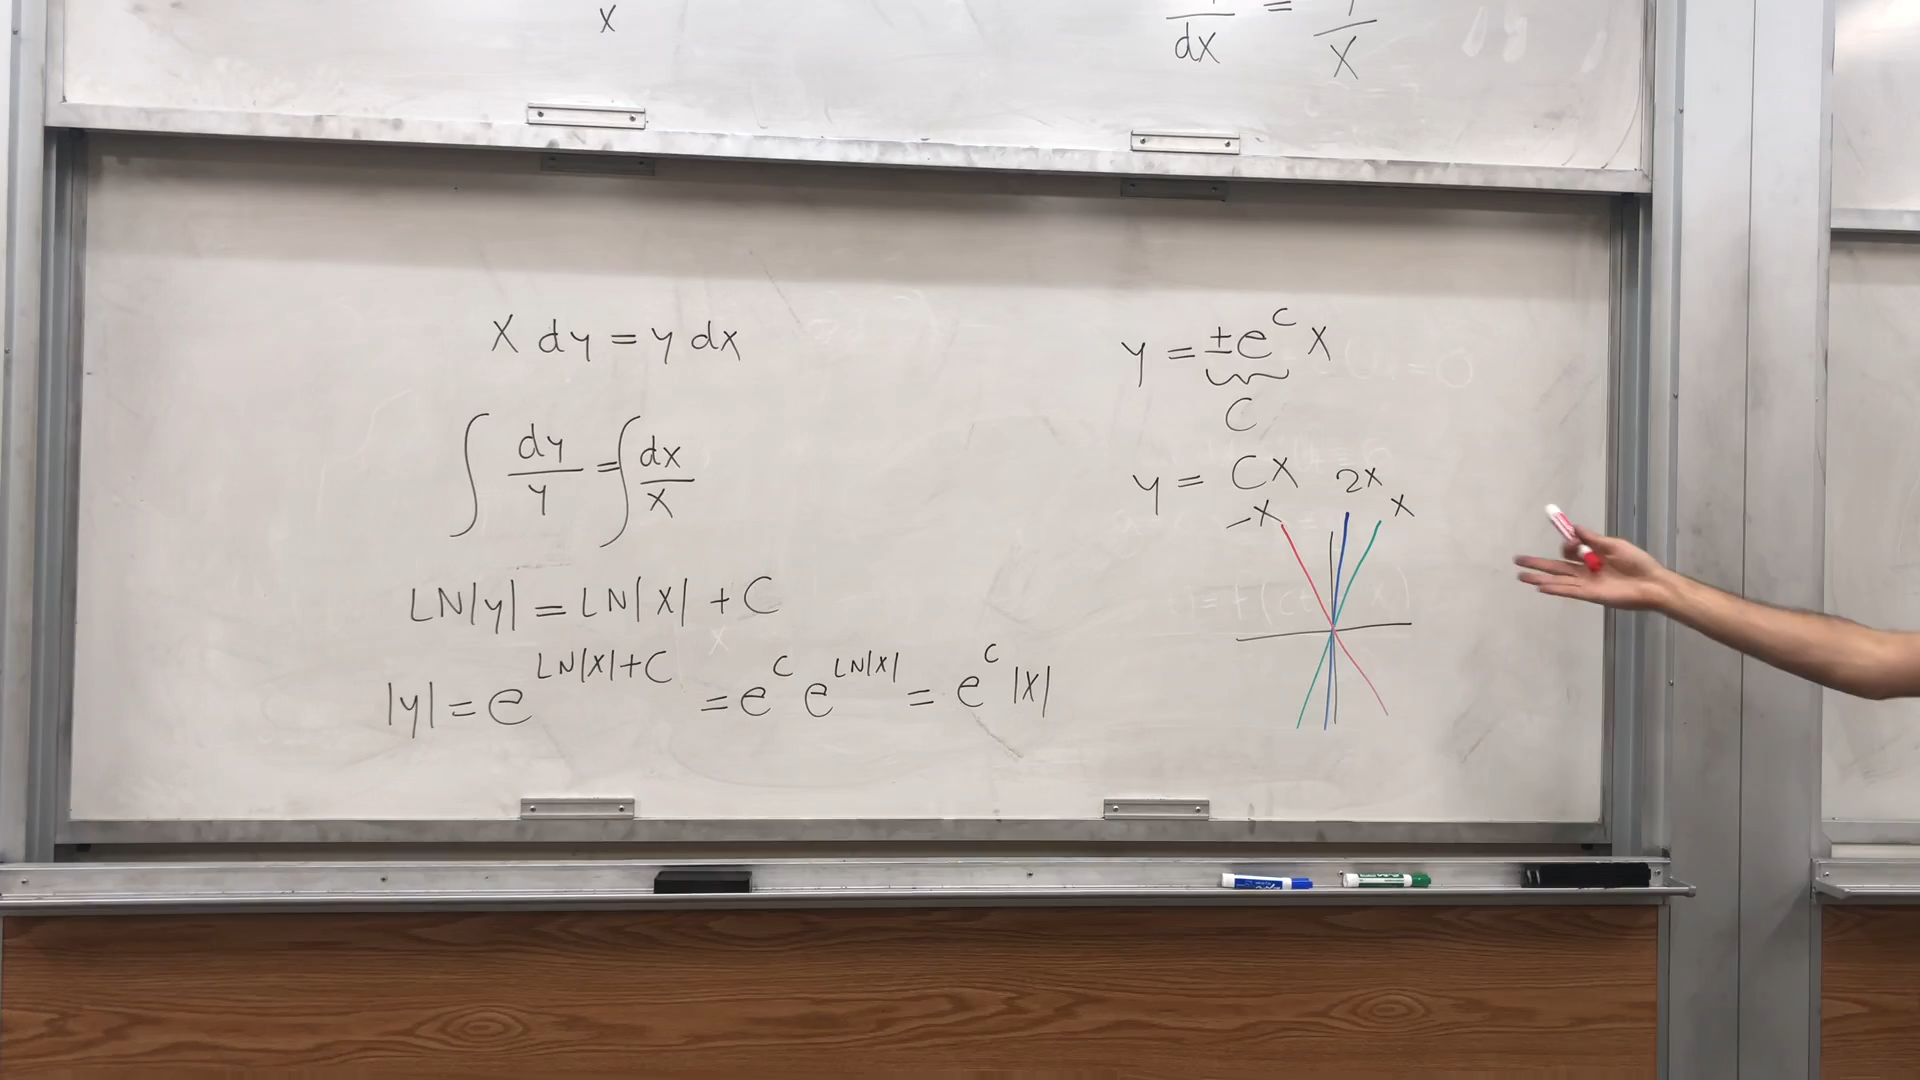 x
dx = x
x dy = y dx
∫ dy/y = ∫ dx/x
LN|y| = LN|x| + C
|y| = e^(LN|x|+C) = e^C e^(LN|x|) = e^C |x|
y = ±e^C x
C
y = Cx
-x 2x x